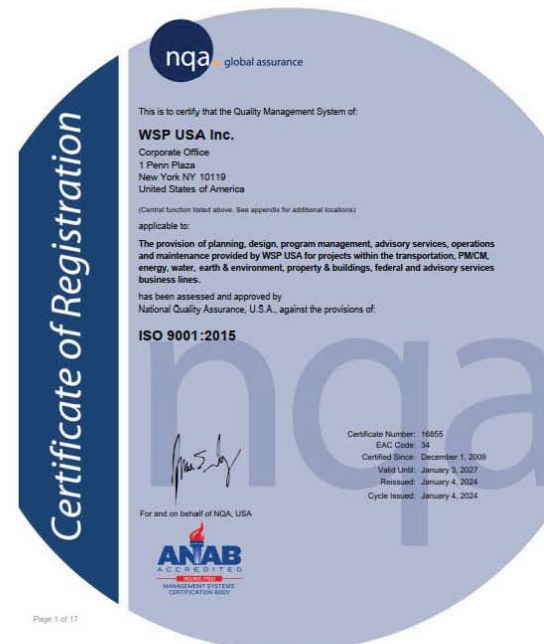 nqa. global assurance
Certificate of Registration
This is to certify that the Quality Management System of:
WSP USA Inc.
Corporate Office
1 Penn Plaza
New York NY 10119
United States of America
(Central function listed above. See appendix for additional locations)
applicable to:
The provision of planning, design, program management, advisory services, operations
and maintenance provided by WSP USA for projects within the transportation, PM/CM,
energy, water, earth & environment, property & buildings, federal and advisory services
business lines.
has been assessed and approved by
National Quality Assurance, U.S.A., against the provisions of:
ISO 9001:2015
nqa
Certificate Number: 16855
EAC Code: 34
Certified Since: December 1, 2009
Valid Until: January 3, 2027
Reissued: January 4, 2024
Cycle Issued: January 4, 2024
For and on behalf of NQA, USA
ANAB
ACCREDITED
ISO/IEC 17021
MANAGEMENT SYSTEMS
CERTIFICATION BODY
Page 1 of 17